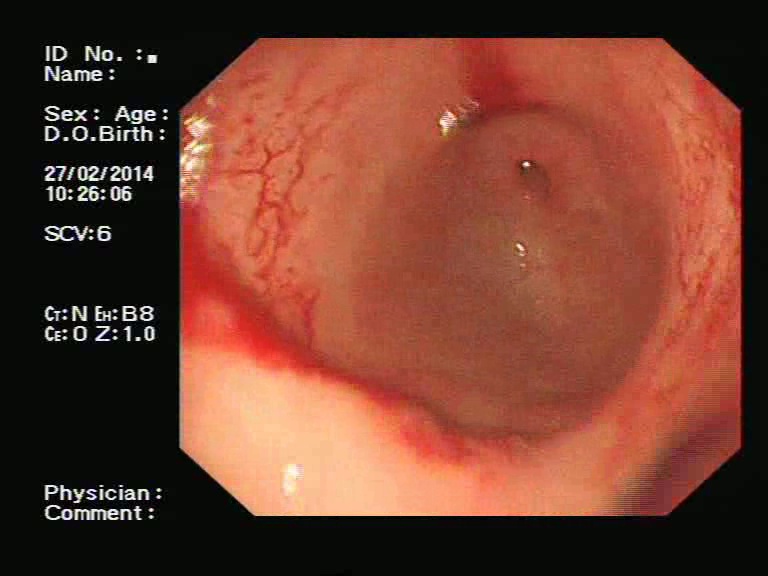 ID No. :
Name:
Sex: Age:
D.O.Birth:
27/02/2014
10:26:06
SCV:6
CT:N EH:B8
CE:0 Z:1.0
Physician:
Comment: